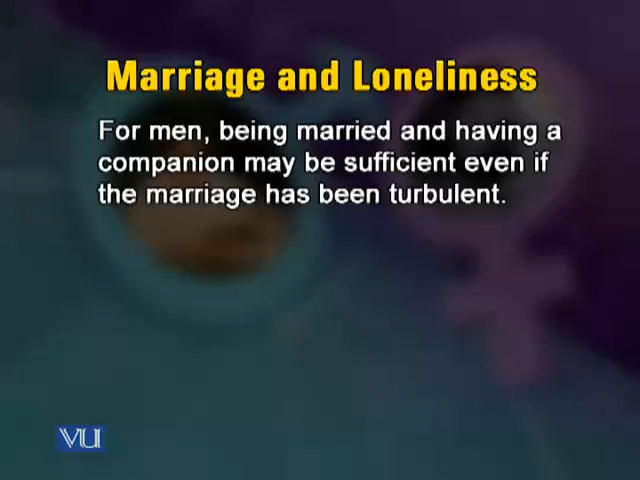 Marriage and Loneliness
For men, being married and having a
companion may be sufficient even if
the marriage has been turbulent.
VU